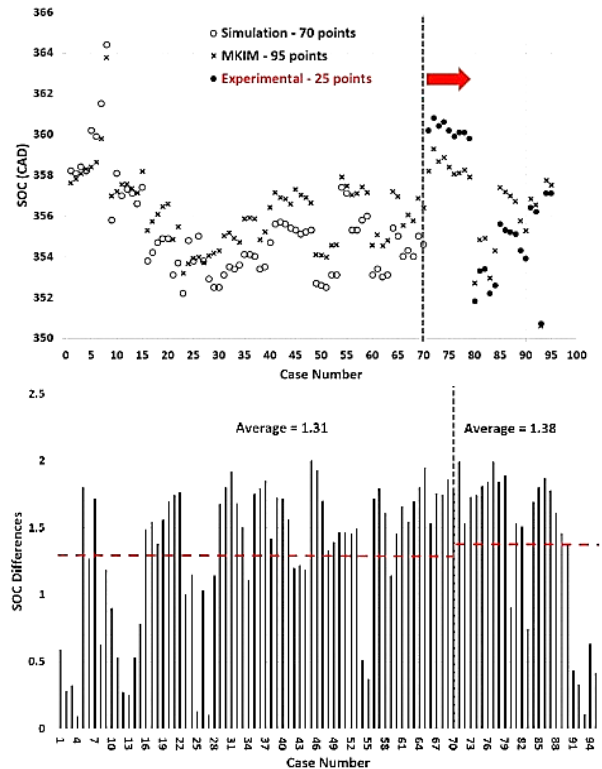 366
364
362
360
358
356
354
352
350
SOC (CAD)
Simulation - 70 points
MKIM - 95 points
Experimental - 25 points
0 5 10 15 20 25 30 35 40 45 50 55 60 65 70 75 80 85 90 95 100
Case Number
2.5
2
1.5
1
0.5
0
SOC Differences
Average = 1.31
Average = 1.38
1 4 7 10 13 16 19 22 25 28 31 34 37 40 43 46 49 52 55 58 61 64 67 70 73 76 79 82 85 88 91 94
Case Number